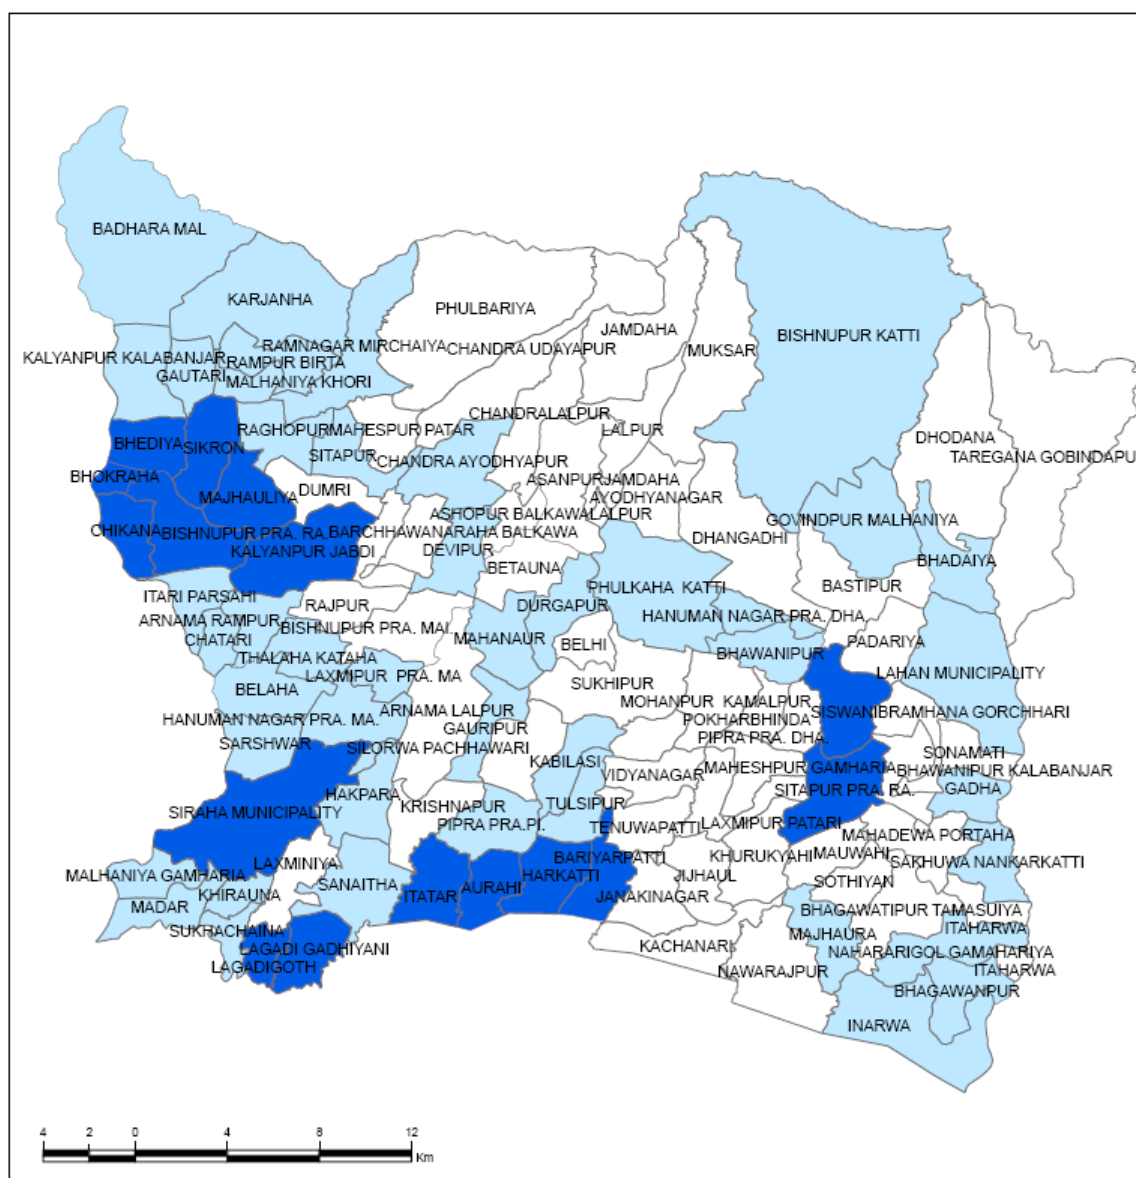 BADHARA MAL
KARJANHA
PHULBARIYA
JAMDAHA
BISHNUPUR KATTI
RAMNAGAR MIRCHAIYA
CHANDRA UDAYAPUR
MUKSAR
KALYANPUR KALABANJAR
RAMPUR BIRTA
GAUTARI
MALHANIYA KHORI
CHANDRALALPUR
RAGHOPUR
MAHESPUR PATAR
LALPUR
DHODANA
BHEDIYA
SIKRON
SITAPUR
CHANDRA AYODHYAPUR
TAREGANA GOBINDAPU
BHOKRAHA
ASANPUR
JAMDAHA
MAJHAULIYA
DUMRI
AYODHYANAGAR
ASHOPUR BALKAWA
LALPUR
GOVINDPUR MALHANIYA
CHIKANA
BISHNUPUR PRA. RA.
BARCHHAWA
NARAHA BALKAWA
DHANGADHI
KALYANPUR JABDI
DEVIPUR
BHADAIYA
BETAUNA
ITARI PARSAHI
PHULKAHA KATTI
BASTIPUR
RAJPUR
DURGAPUR
ARNAMA RAMPUR
HANUMAN NAGAR PRA. DHA.
BISHNUPUR PRA. MAI
CHATARI
MAHANAUR
BELHI
PADARIYA
THALAHA KATAHA
BHAWANIPUR
LAXMIPUR PRA. MA
LAHAN MUNICIPALITY
BELAHA
SUKHIPUR
MOHANPUR
KAMALPUR
ARNAMA LALPUR
SISWANI
BRAMHANA GORCHHARI
HANUMAN NAGAR PRA. MA.
GAURIPUR
POKHARBHINDA
PIPRA PRA. DHA.
SARSHWAR
SILORWA PACHHAWARI
SONAMATI
KABILASI
VIDYANAGAR
MAHESHPUR
GAMHARIA
BHAWANIPUR KALABANJAR
HAKPARA
SITAPUR PRA. RA.
GADHA
KRISHNAPUR
TULSIPUR
SIRAHA MUNICIPALITY
PIPRA PRA.PI.
TENUWAPATTI
LAXMIPUR PATARI
MAHADEWA PORTAHA
LAXMINIYA
BARIYARPATTI
KHURUKYAHI
MAUWAHI
SAKHUWA NANKARKATTI
MALHANIYA GAMHARIA
HARKATTI
JIJHAUL
SANAITHA
ITATAR
AURAHI
SOTHIYAN
KHIRAUNA
JANAKINAGAR
MADAR
BHAGAWATIPUR
TAMASUIYA
SUKHACHAINA
ITAHARWA
MAJHAURA
LAGADI GADHIYANI
KACHANARI
NAHARARIGOL
GAMAHARIYA
LAGADIGOTH
NAWARAJPUR
ITAHARWA
BHAGAWANPUR
INARWA
4 2 0 4 8 12
Km